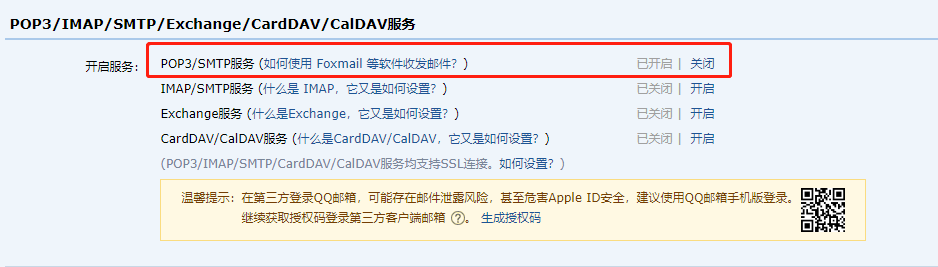 POP3/IMAP/SMTP/Exchange/CardDAV/CalDAV服务
开启服务： POP3/SMTP服务 (如何使用 Foxmail 等软件收发邮件？) 已开启 | 关闭
IMAP/SMTP服务 (什么是 IMAP，它又是如何设置？) 已关闭 | 开启
Exchange服务 (什么是Exchange，它又是如何设置？) 已关闭 | 开启
CardDAV/CalDAV服务 (什么是CardDAV/CalDAV，它又是如何设置？) 已关闭 | 开启
(POP3/IMAP/SMTP/CardDAV/CalDAV服务均支持SSL连接。如何设置？)
温馨提示：在第三方登录QQ邮箱，可能存在邮件泄露风险，甚至危害Apple ID安全，建议使用QQ邮箱手机版登录。
继续获取授权码登录第三方客户端邮箱 ?。 生成授权码